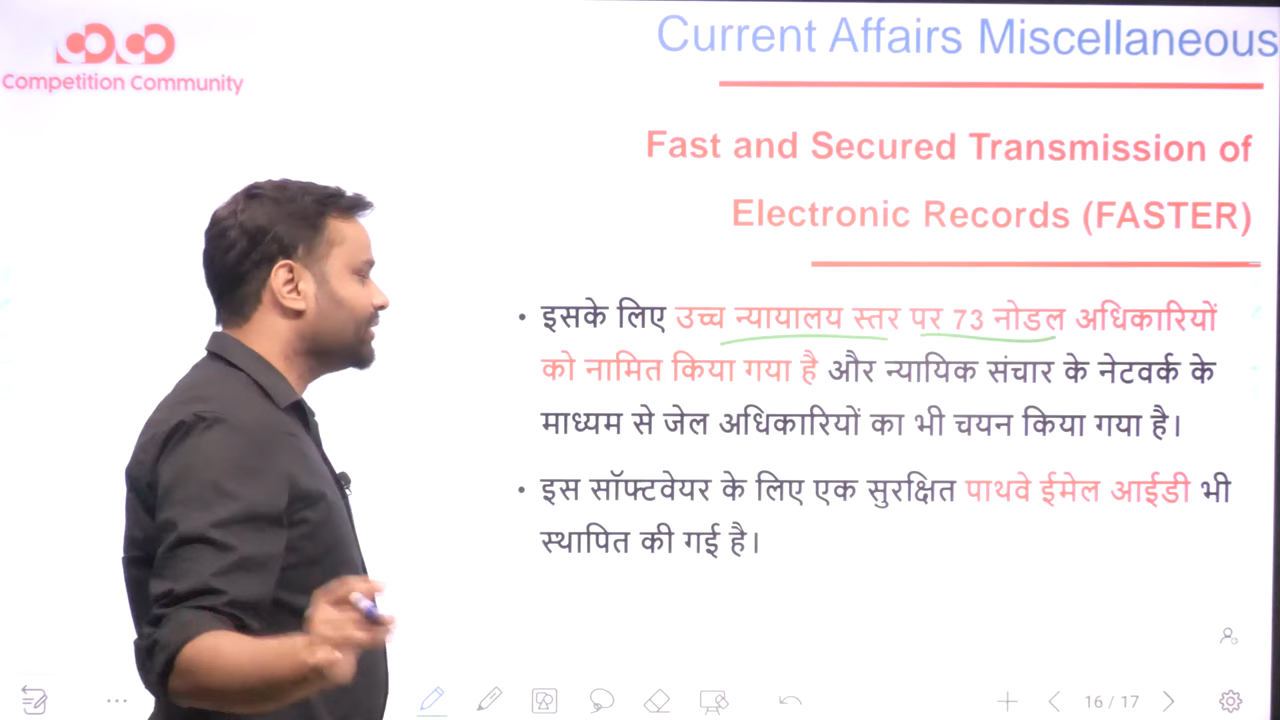 Competition Community
Current Affairs Miscellaneous
Fast and Secured Transmission of
Electronic Records (FASTER)
• इसके लिए उच्च न्यायालय स्तर पर 73 नोडल अधिकारियों
को नामित किया गया है और न्यायिक संचार के नेटवर्क के
माध्यम से जेल अधिकारियों का भी चयन किया गया है।
• इस सॉफ्टवेयर के लिए एक सुरक्षित पाथवे ईमेल आईडी भी
स्थापित की गई है।
16 / 17